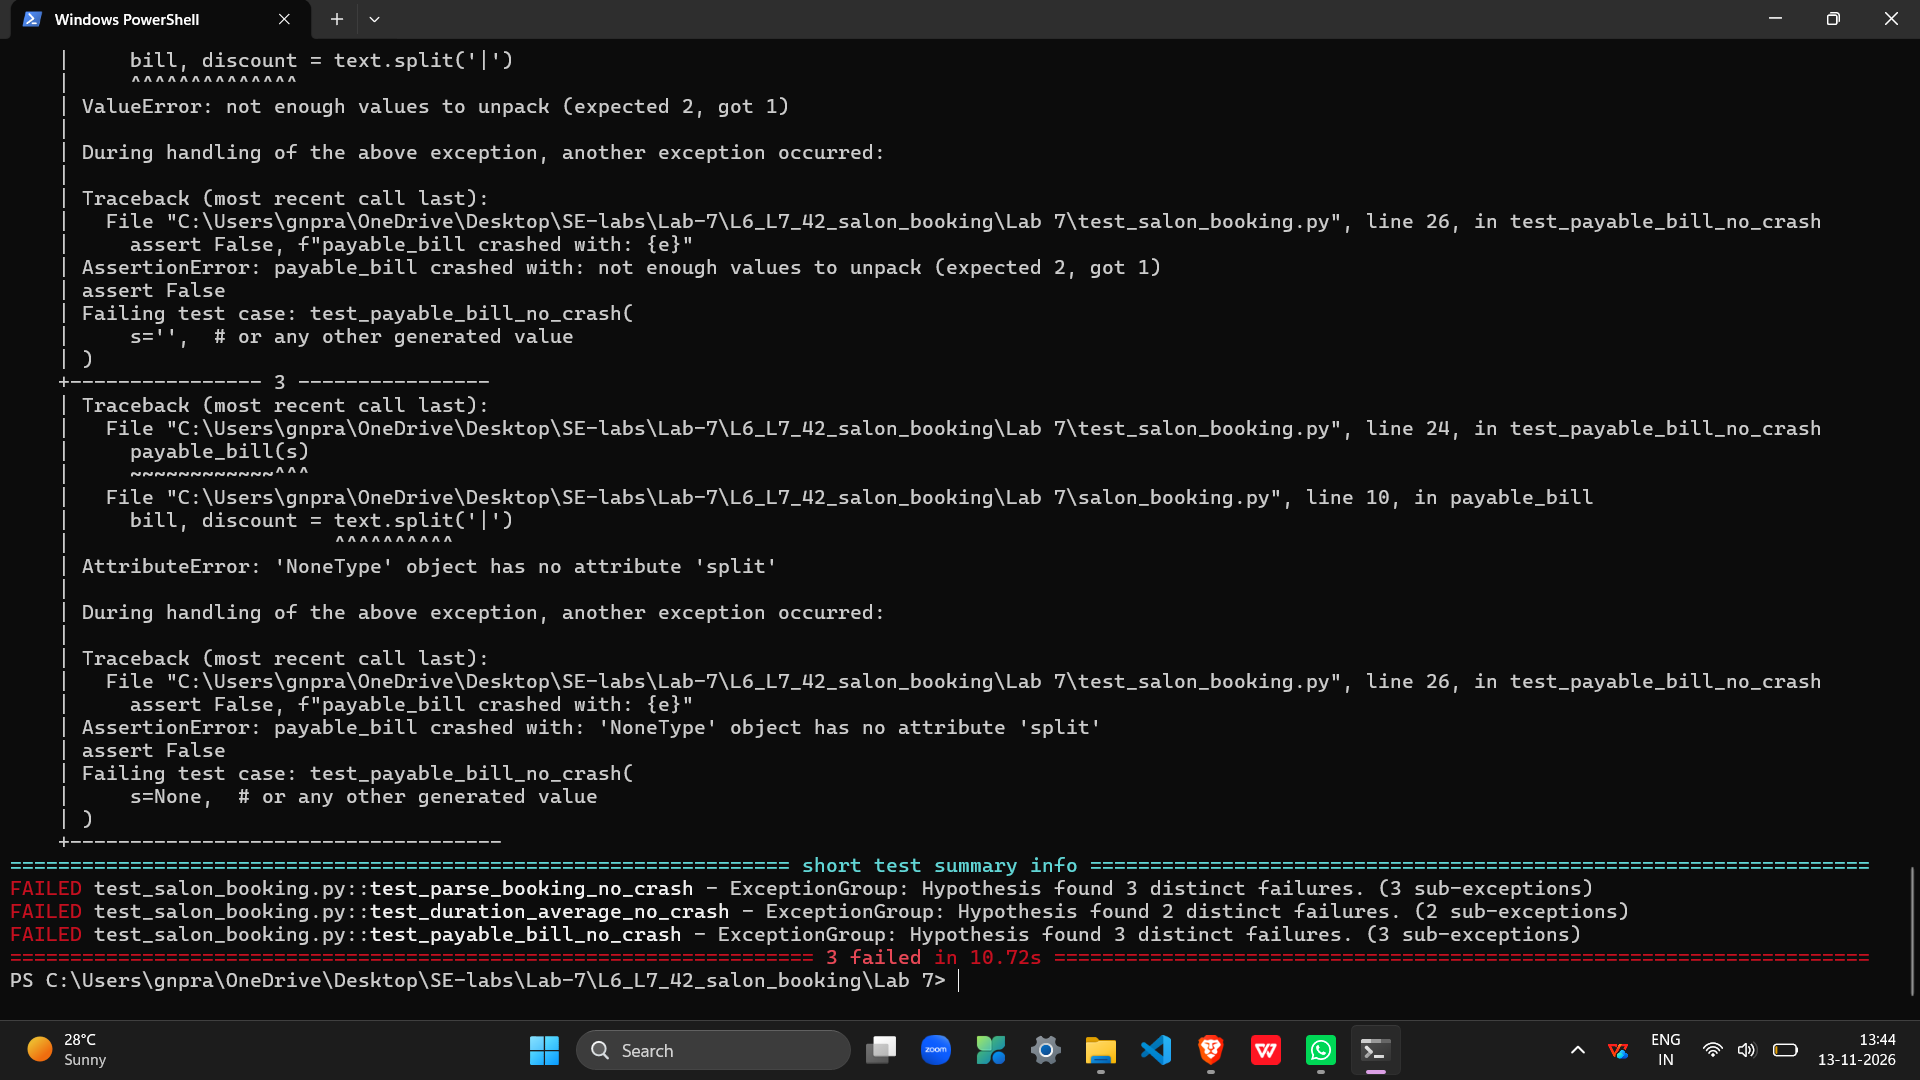 Windows PowerShell
|     bill, discount = text.split('|')
|     ^^^^^^^^^^^^^^
| ValueError: not enough values to unpack (expected 2, got 1)
|
| During handling of the above exception, another exception occurred:
|
| Traceback (most recent call last):
|   File "C:\Users\gnpra\OneDrive\Desktop\SE-labs\Lab-7\L6_L7_42_salon_booking\Lab 7\test_salon_booking.py", line 26, in test_payable_bill_no_crash
|     assert False, f"payable_bill crashed with: {e}"
| AssertionError: payable_bill crashed with: not enough values to unpack (expected 2, got 1)
| assert False
| Failing test case: test_payable_bill_no_crash(
|     s='',  # or any other generated value
| )
+---------------- 3 ----------------
| Traceback (most recent call last):
|   File "C:\Users\gnpra\OneDrive\Desktop\SE-labs\Lab-7\L6_L7_42_salon_booking\Lab 7\test_salon_booking.py", line 24, in test_payable_bill_no_crash
|     payable_bill(s)
|     ~~~~~~~~~~~~^^^
|   File "C:\Users\gnpra\OneDrive\Desktop\SE-labs\Lab-7\L6_L7_42_salon_booking\Lab 7\salon_booking.py", line 10, in payable_bill
|     bill, discount = text.split('|')
|                      ^^^^^^^^^^
| AttributeError: 'NoneType' object has no attribute 'split'
|
| During handling of the above exception, another exception occurred:
|
| Traceback (most recent call last):
|   File "C:\Users\gnpra\OneDrive\Desktop\SE-labs\Lab-7\L6_L7_42_salon_booking\Lab 7\test_salon_booking.py", line 26, in test_payable_bill_no_crash
|     assert False, f"payable_bill crashed with: {e}"
| AssertionError: payable_bill crashed with: 'NoneType' object has no attribute 'split'
| assert False
| Failing test case: test_payable_bill_no_crash(
|     s=None,  # or any other generated value
| )
+------------------------------------
================================================================= short test summary info =================================================================
FAILED test_salon_booking.py::test_parse_booking_no_crash - ExceptionGroup: Hypothesis found 3 distinct failures. (3 sub-exceptions)
FAILED test_salon_booking.py::test_duration_average_no_crash - ExceptionGroup: Hypothesis found 2 distinct failures. (2 sub-exceptions)
FAILED test_salon_booking.py::test_payable_bill_no_crash - ExceptionGroup: Hypothesis found 3 distinct failures. (3 sub-exceptions)
=================================================================== 3 failed in 10.72s ====================================================================
PS C:\Users\gnpra\OneDrive\Desktop\SE-labs\Lab-7\L6_L7_42_salon_booking\Lab 7>
28°C
Sunny
Search
zoom
ENG
IN
13:44
13-11-2026